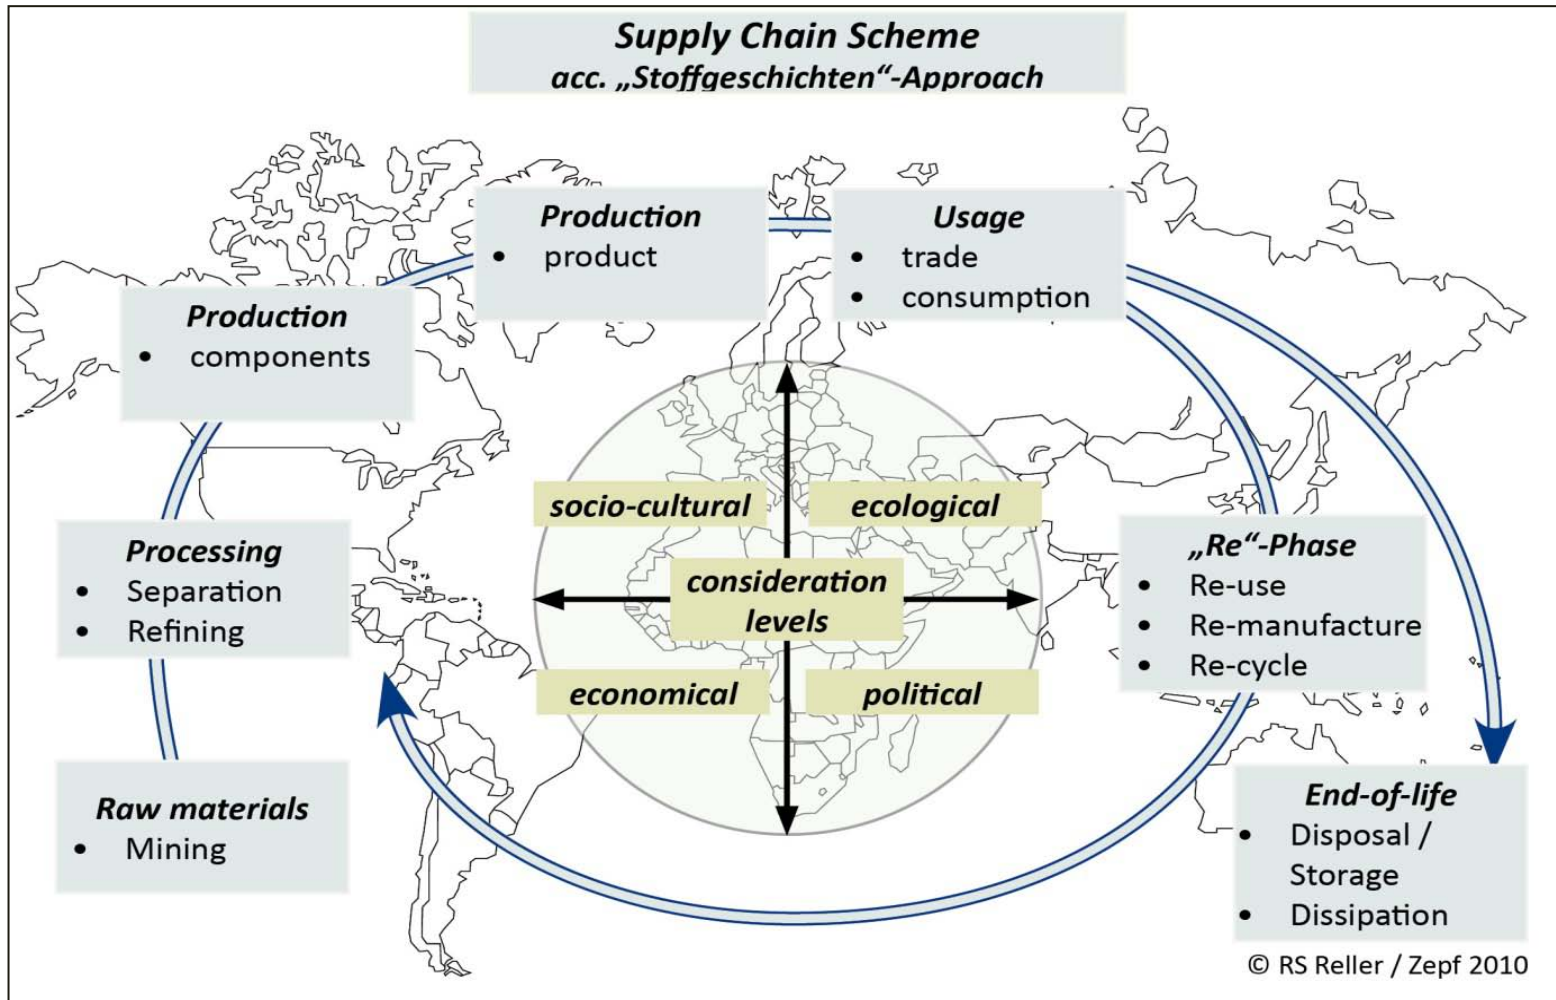 Supply Chain Scheme
acc. „Stoffgeschichten“-Approach
Production
• product
Usage
• trade
• consumption
Production
• components
socio-cultural
ecological
Processing
• Separation
• Refining
consideration
levels
„Re“-Phase
• Re-use
• Re-manufacture
• Re-cycle
economical
political
Raw materials
• Mining
End-of-life
• Disposal /
Storage
• Dissipation
© RS Reller / Zepf 2010